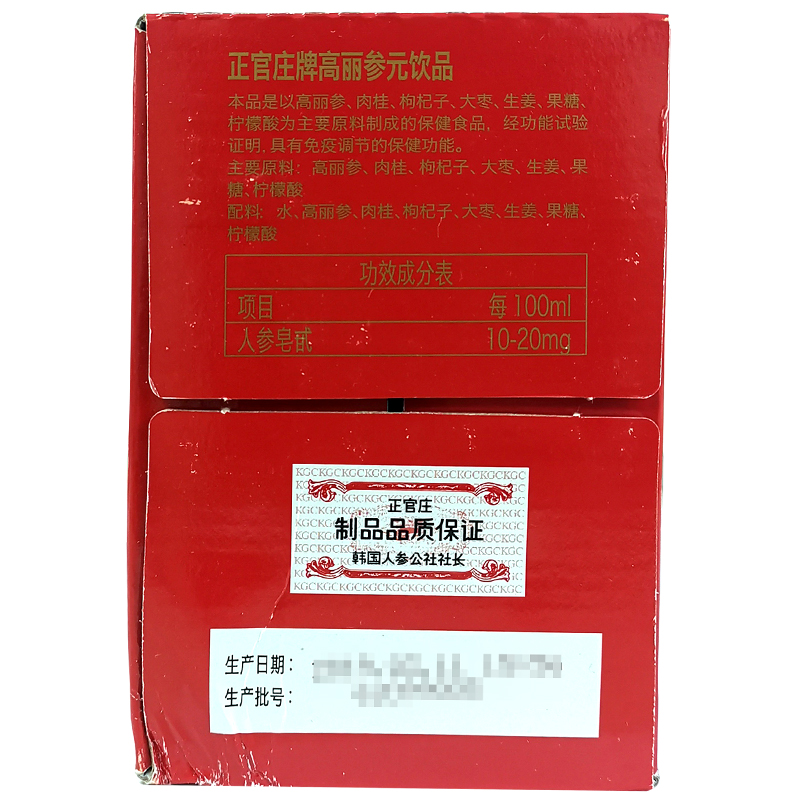 正官庄牌高丽参元饮品
本品是以高丽参、肉桂、枸杞子、大枣、生姜、果糖、
柠檬酸为主要原料制成的保健食品，经功能试验
证明,具有免疫调节的保健功能。
主要原料：高丽参、肉桂、枸杞子、大枣、生姜、果
糖、柠檬酸
配料：水、高丽参、肉桂、枸杞子、大枣、生姜、果糖、
柠檬酸
功效成分表
项目 每100ml
人参皂甙 10-20mg
正官庄
制品品质保证
韩国人参公社社长
生产日期：
生产批号：